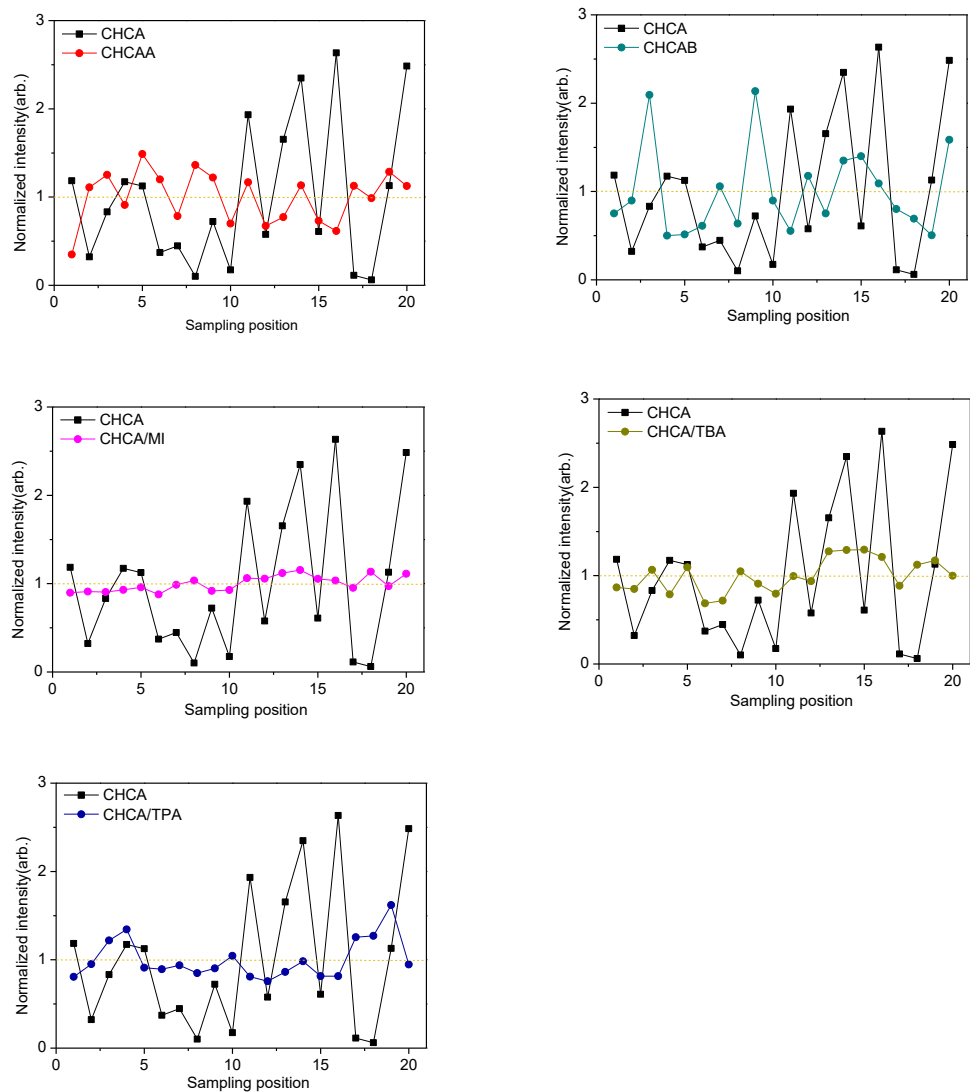 CHCA
CHCAA
Normalized intensity(arb.)
3
2
1
0
0 5 10 15 20
Sampling position
CHCA
CHCAB
Normalized intensity(arb.)
3
2
1
0
0 5 10 15 20
Sampling position
CHCA
CHCA/MI
Normalized intensity(arb.)
3
2
1
0
0 5 10 15 20
Sampling position
CHCA
CHCA/TBA
Normalized intensity(arb.)
3
2
1
0
0 5 10 15 20
Sampling position
CHCA
CHCA/TPA
Normalized intensity(arb.)
3
2
1
0
0 5 10 15 20
Sampling position